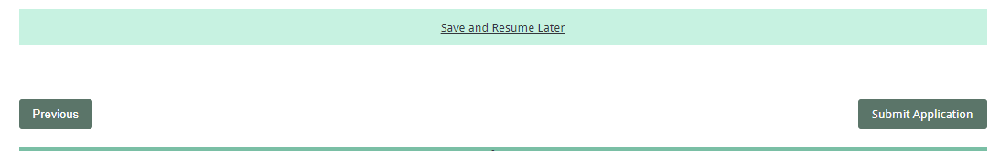 Save and Resume Later
Previous
Submit Application